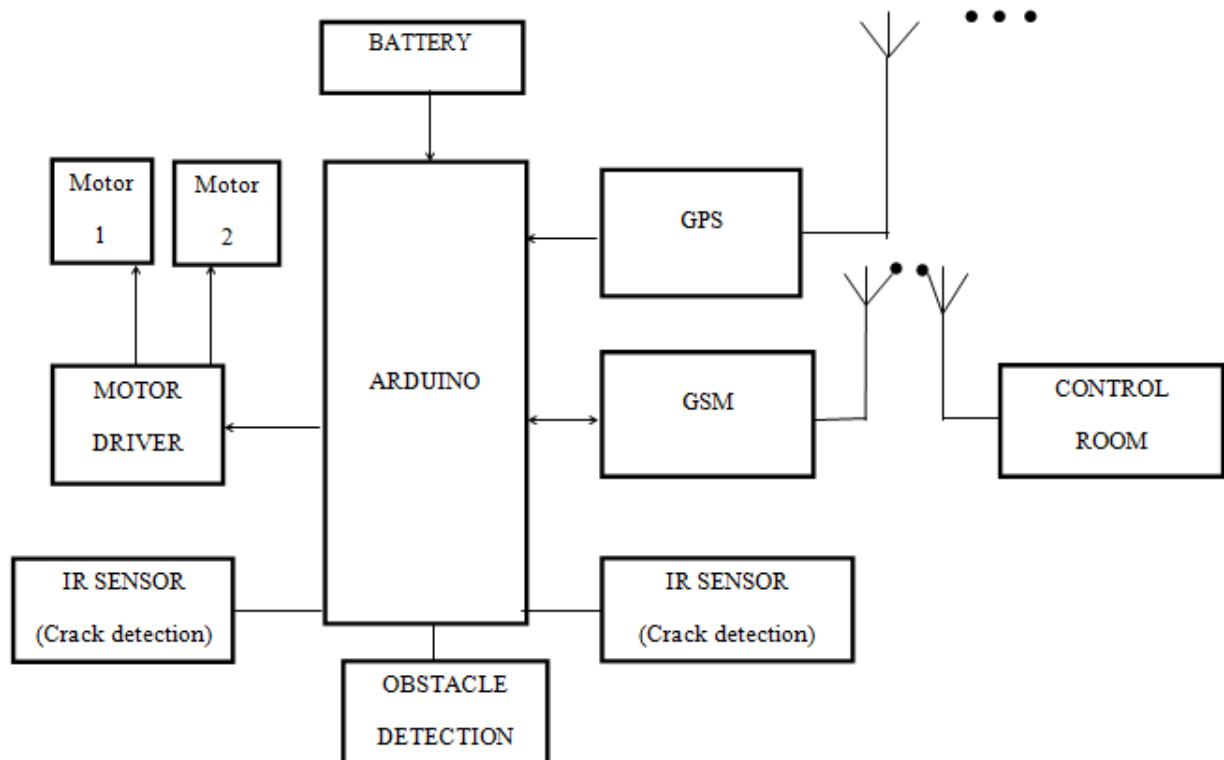 BATTERY
Motor
1
Motor
2
GPS
ARDUINO
MOTOR
DRIVER
GSM
CONTROL
ROOM
IR SENSOR
(Crack detection)
IR SENSOR
(Crack detection)
OBSTACLE
DETECTION